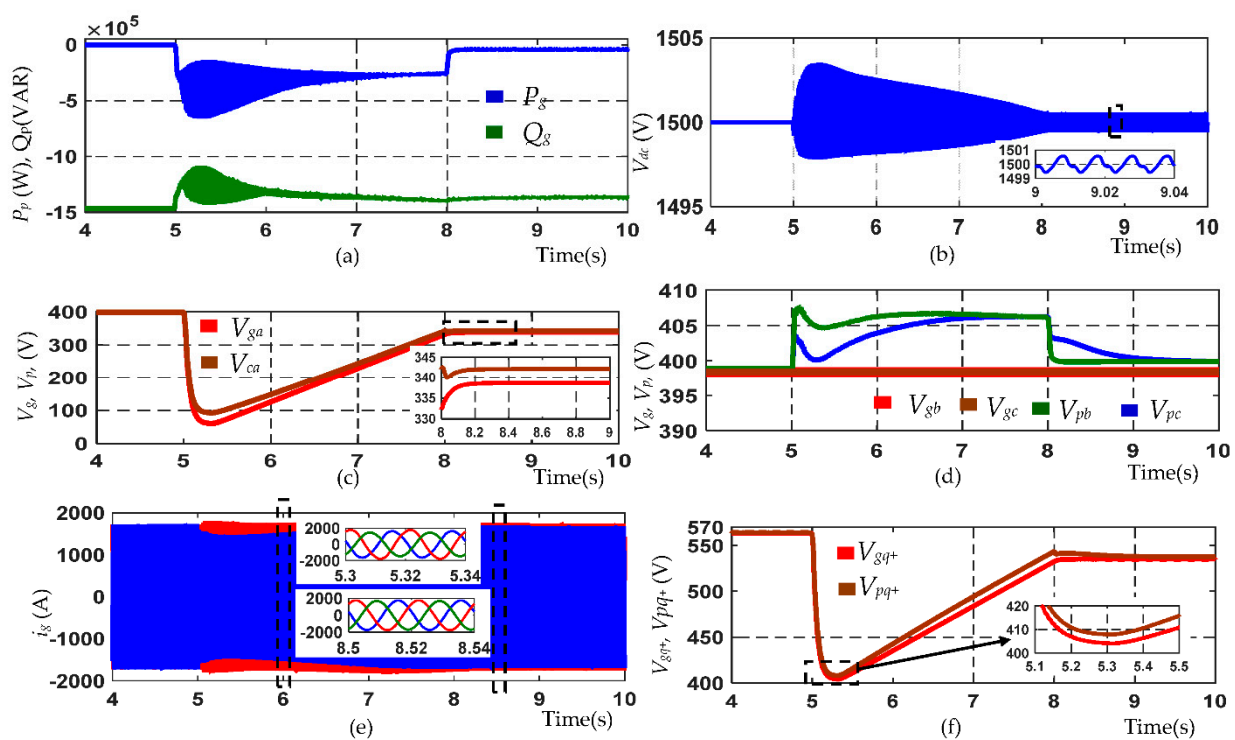 ×10⁵
0
-5
-10
-15
P_p (W), Q_P(VAR)
P_g
Q_g
4 5 6 7 8 9 10
Time(s)
(a)
1505
1500
1495
V_dc (V)
1501
1500
1499
9 9.02 9.04
4 5 6 7 8 9 10
Time(s)
(b)
400
300
200
100
0
V_g, V_p, (V)
V_ga
V_ca
345
340
330
8 8.2 8.4 8.6 8.8 9
4 5 6 7 8 9 10
Time(s)
(c)
410
405
400
395
390
V_g, V_p, (V)
V_gb V_gc V_pb V_pc
4 5 6 7 8 9 10
Time(s)
(d)
2000
1000
0
-1000
-2000
i_g (A)
2000
0
-2000
5.3 5.32 5.34
2000
0
-2000
8.5 8.52 8.54
4 5 6 7 8 9 10
Time(s)
(e)
570
550
450
400
V_gq+, Vpq+ (V)
V_gq+
V_pq+
420
410
400
5.1 5.2 5.3 5.4 5.5
4 5 6 7 8 9 10
Time(s)
(f)